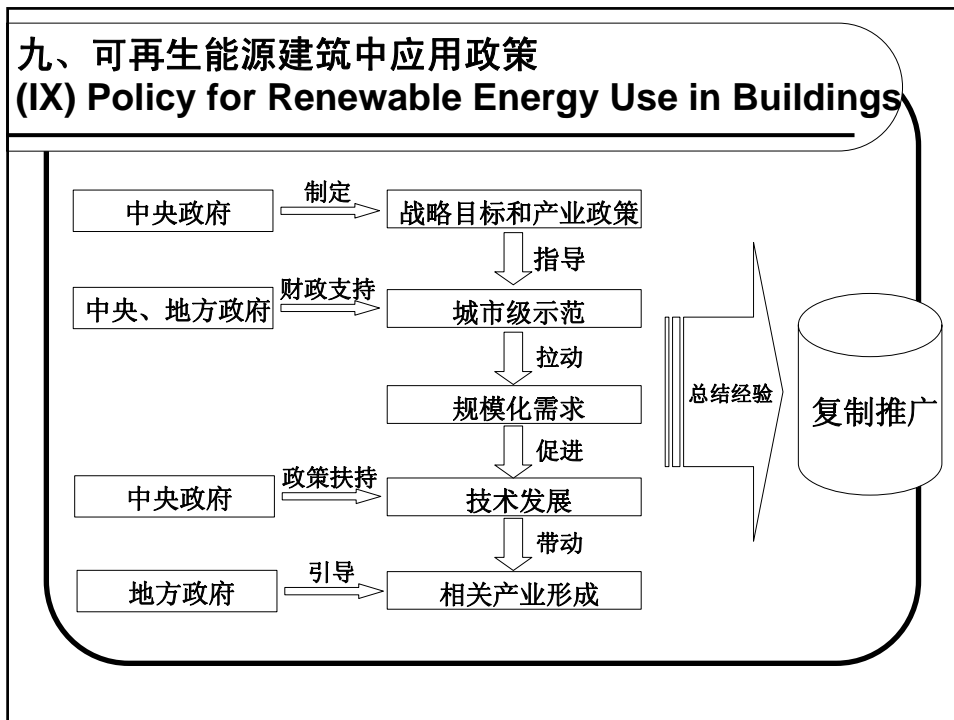 九、可再生能源建筑中应用政策
(IX) Policy for Renewable Energy Use in Buildings
中央政府
制定
战略目标和产业政策
指导
中央、地方政府
财政支持
城市级示范
拉动
规模化需求
促进
中央政府
政策扶持
技术发展
带动
地方政府
引导
相关产业形成
总结经验
复制推广